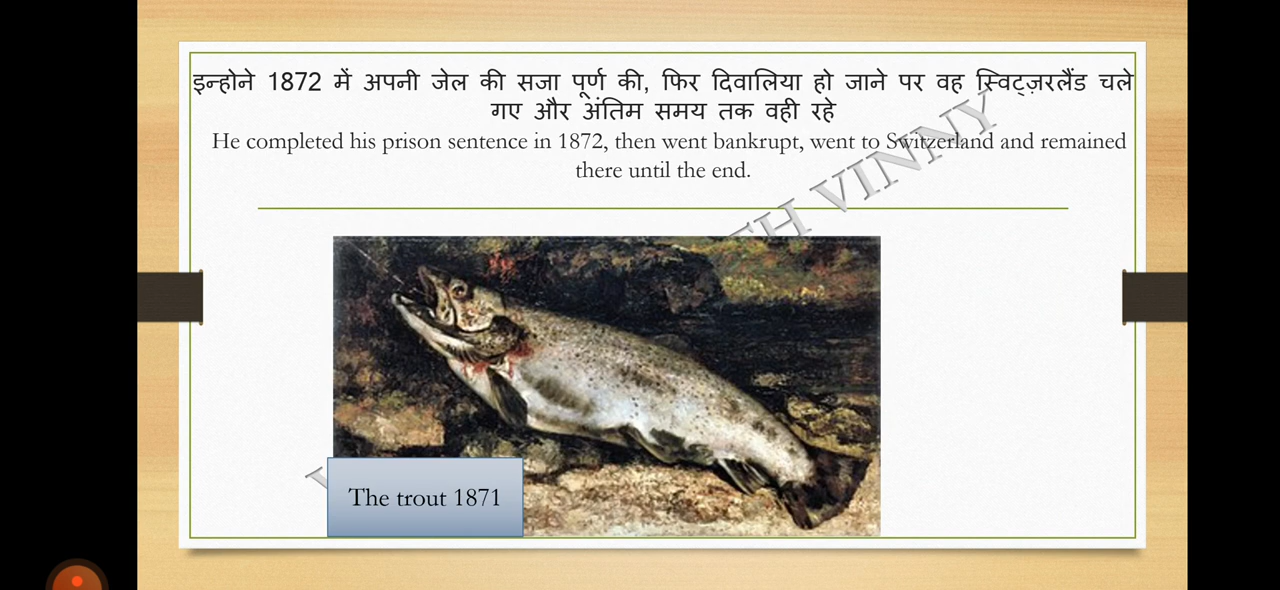 इन्होने 1872 में अपनी जेल की सजा पूर्ण की, फिर दिवालिया हो जाने पर वह स्विट्ज़रलैंड चले
गए और अंतिम समय तक वही रहे
He completed his prison sentence in 1872, then went bankrupt, went to Switzerland and remained
there until the end.
VINNY
The trout 1871